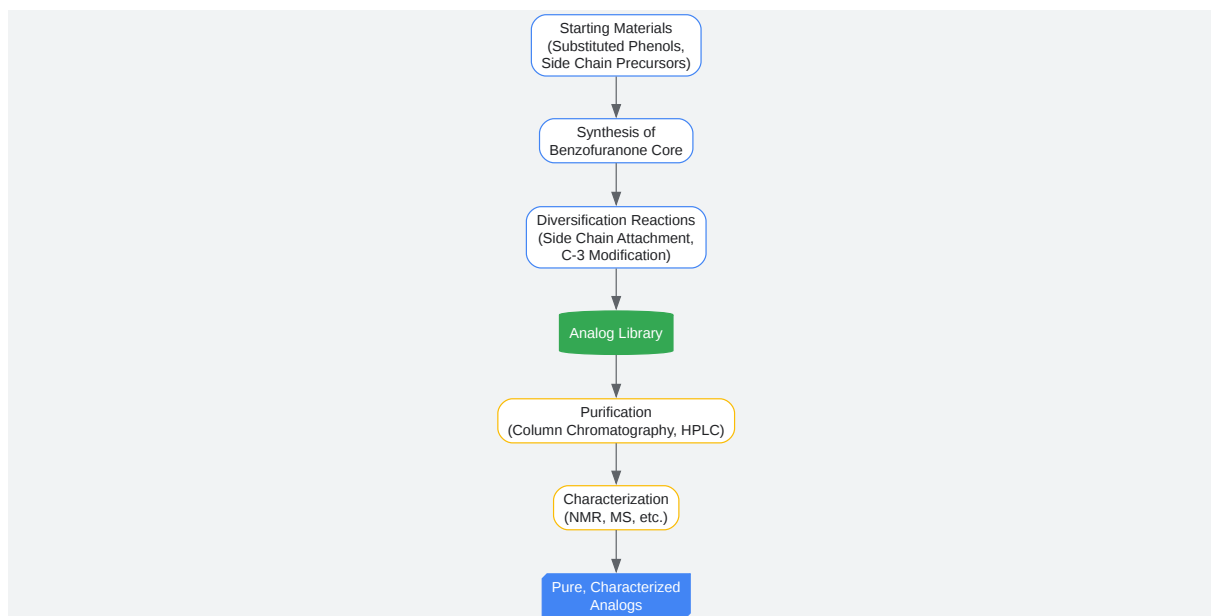 Starting Materials
(Substituted Phenols,
Side Chain Precursors)
Synthesis of
Benzofuranone Core
Diversification Reactions
(Side Chain Attachment,
C-3 Modification)
Analog Library
Purification
(Column Chromatography, HPLC)
Characterization
(NMR, MS, etc.)
Pure, Characterized
Analogs